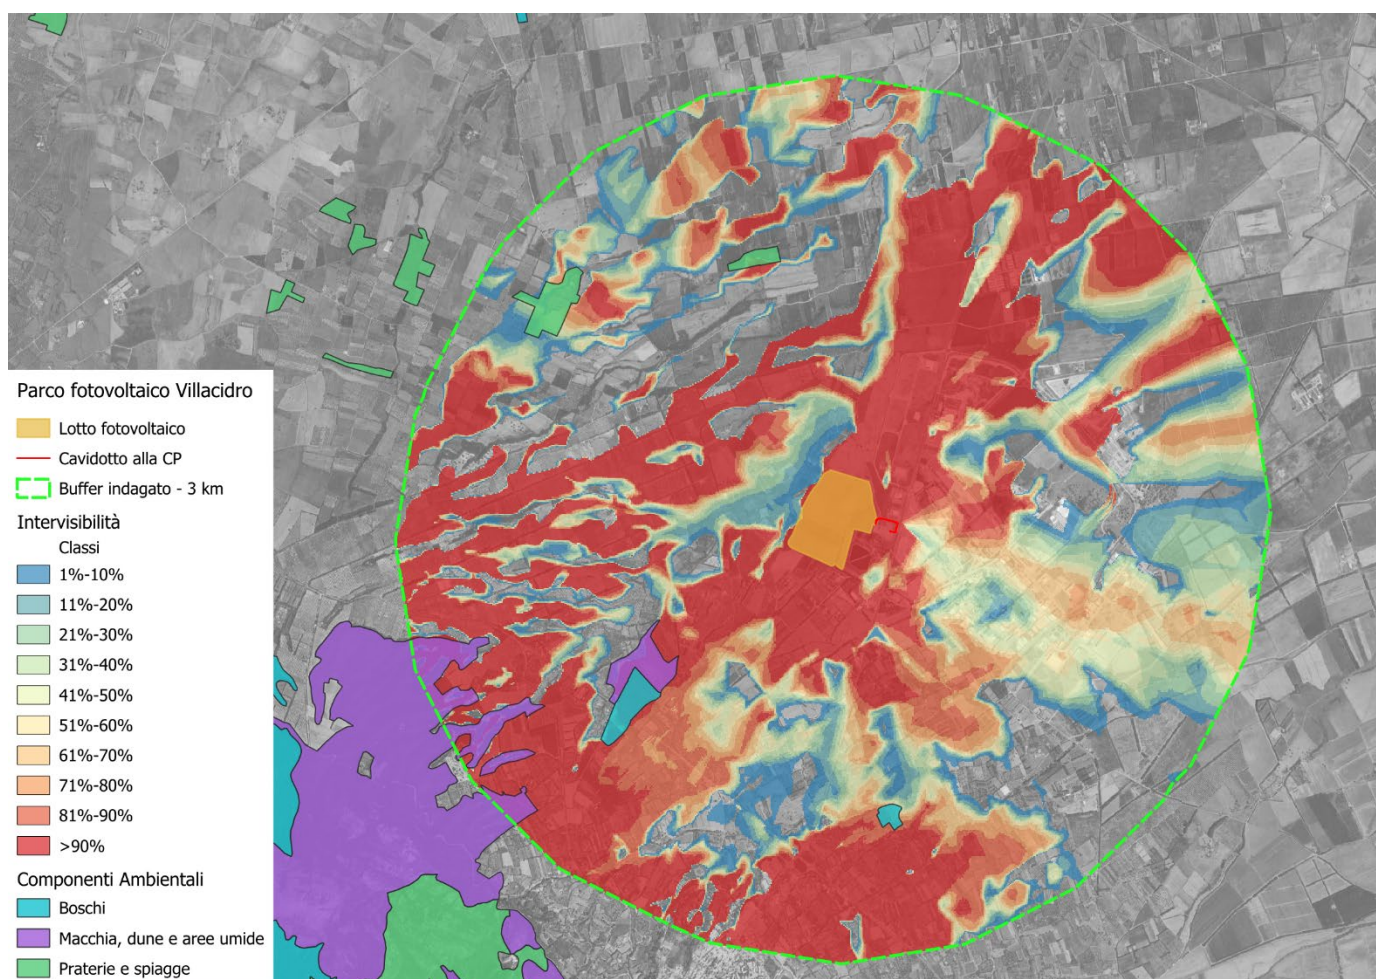 Parco fotovoltaico Villacidro
Lotto fotovoltaico
Cavidotto alla CP
Buffer indagato - 3 km
Intervisibilità
Classi
1%-10%
11%-20%
21%-30%
31%-40%
41%-50%
51%-60%
61%-70%
71%-80%
81%-90%
>90%
Componenti Ambientali
Boschi
Macchia, dune e aree umide
Praterie e spiagge